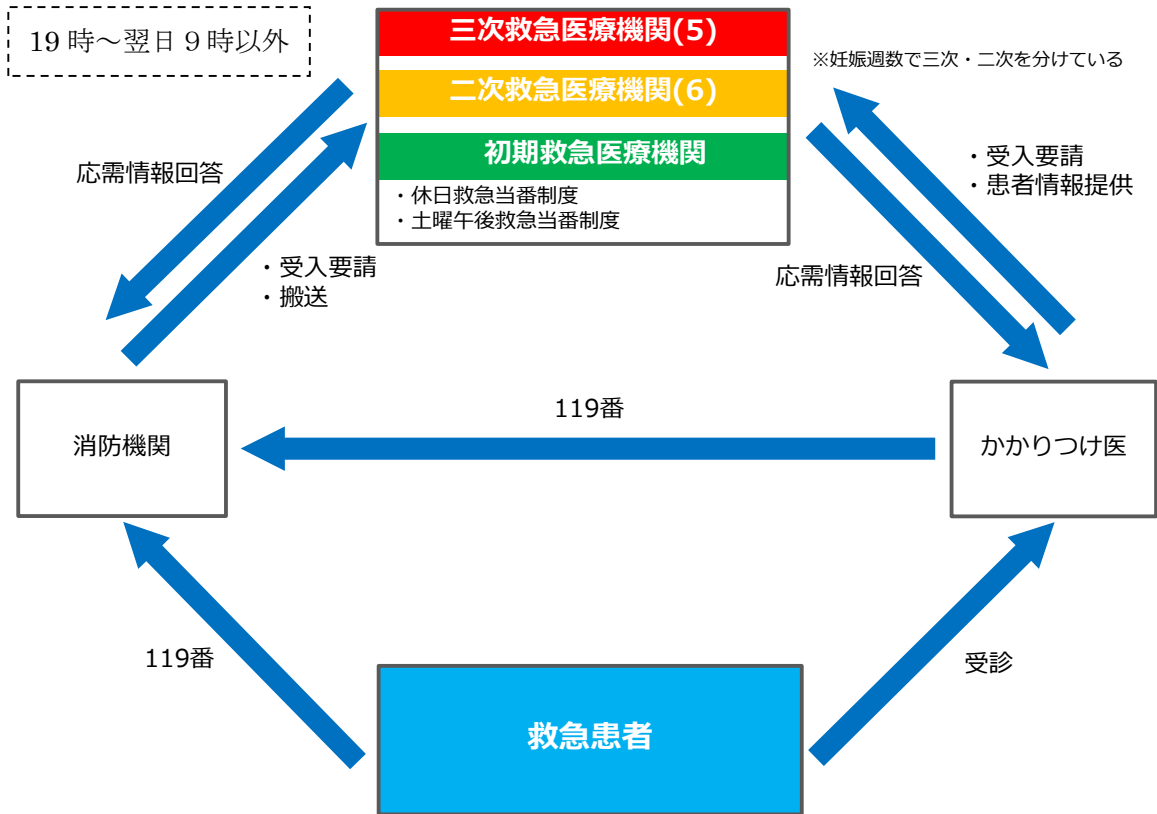 19時～翌日9時以外
三次救急医療機関(5)
※妊娠週数で三次・二次を分けている
二次救急医療機関(6)
初期救急医療機関
・休日救急当番制度
・土曜午後救急当番制度
応需情報回答
・受入要請
・搬送
・受入要請
・患者情報提供
応需情報回答
消防機関
119番
かかりつけ医
119番
受診
救急患者